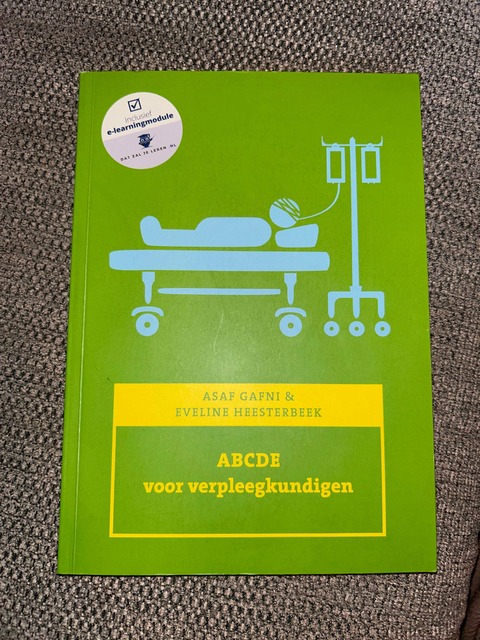 Inclusief
e-learningmodule
DAT ZAL JE LEREN .NL
ASAF GAFNI &
EVELINE HEESTERBEEK
ABCDE
voor verpleegkundigen